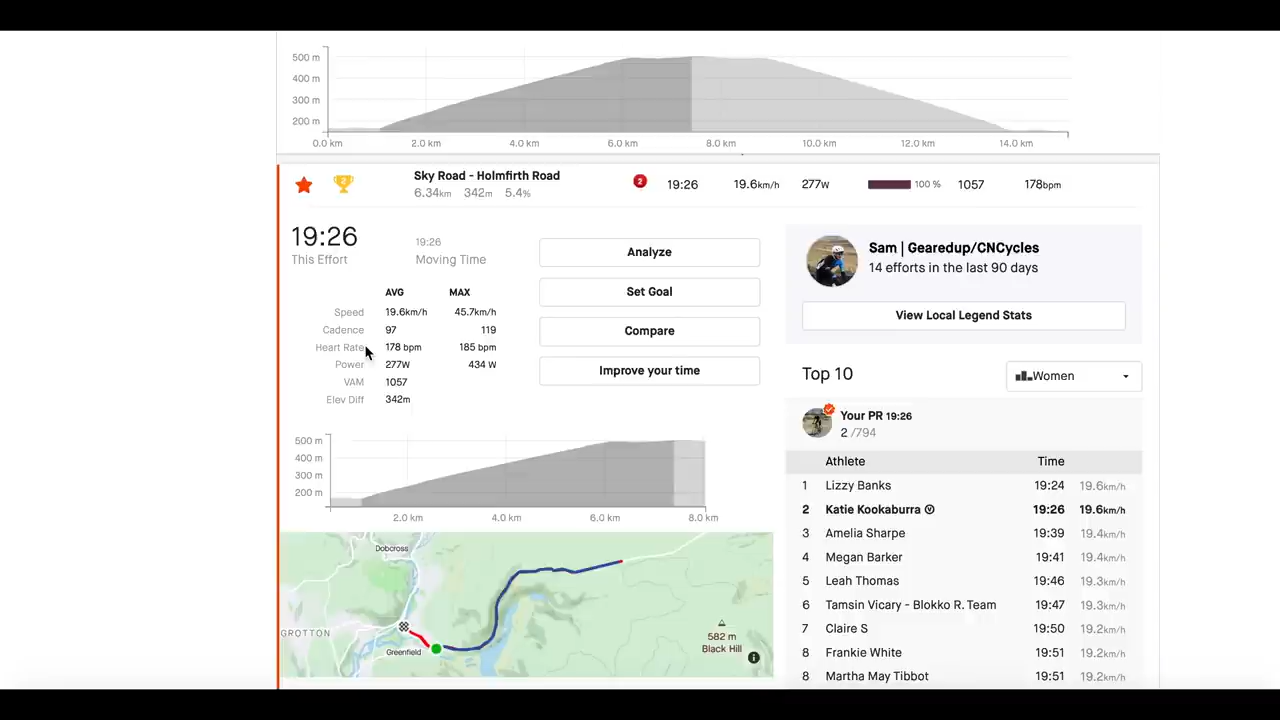 500 m
400 m
300 m
200 m
0.0 km 2.0 km 4.0 km 6.0 km 8.0 km 10.0 km 12.0 km 14.0 km
2 Sky Road - Holmfirth Road 2 19:26 19.6km/h 277W 100 % 1057 178bpm
6.34km 342m 5.4%
19:26
This Effort
19:26
Moving Time
AVG MAX
Speed 19.6km/h 45.7km/h
Cadence 97 119
Heart Rate 178 bpm 185 bpm
Power 277W 434 W
VAM 1057
Elev Diff 342m
Analyze
Set Goal
Compare
Improve your time
500 m
400 m
300 m
200 m
2.0 km 4.0 km 6.0 km 8.0 km
Dobcross
GROTTON
Greenfield
582 m
Black Hill
Sam | Gearedup/CNCycles
14 efforts in the last 90 days
View Local Legend Stats
Top 10 Women
Your PR 19:26
2 /794
Athlete Time
1 Lizzy Banks 19:24 19.6km/h
2 Katie Kookaburra 19:26 19.6km/h
3 Amelia Sharpe 19:39 19.4km/h
4 Megan Barker 19:41 19.4km/h
5 Leah Thomas 19:46 19.3km/h
6 Tamsin Vicary - Blokko R. Team 19:47 19.3km/h
7 Claire S 19:50 19.2km/h
8 Frankie White 19:51 19.2km/h
8 Martha May Tibbot 19:51 19.2km/h